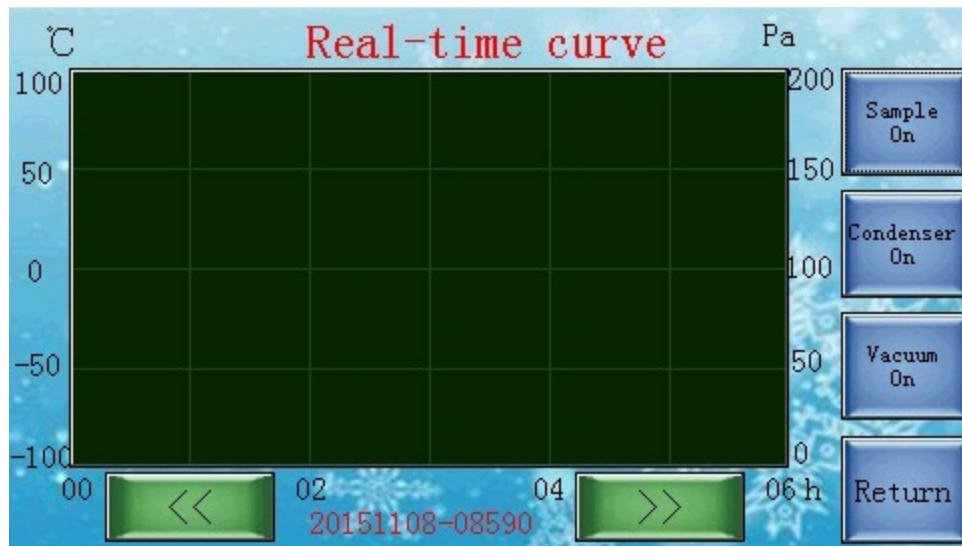 ℃ Real-time curve Pa
100 200
Sample
On
50 150
Condenser
On
0 100
-50 50
Vacuum
On
-100 0
00 << 02 04 >> 06 h
Return
20151108-08590